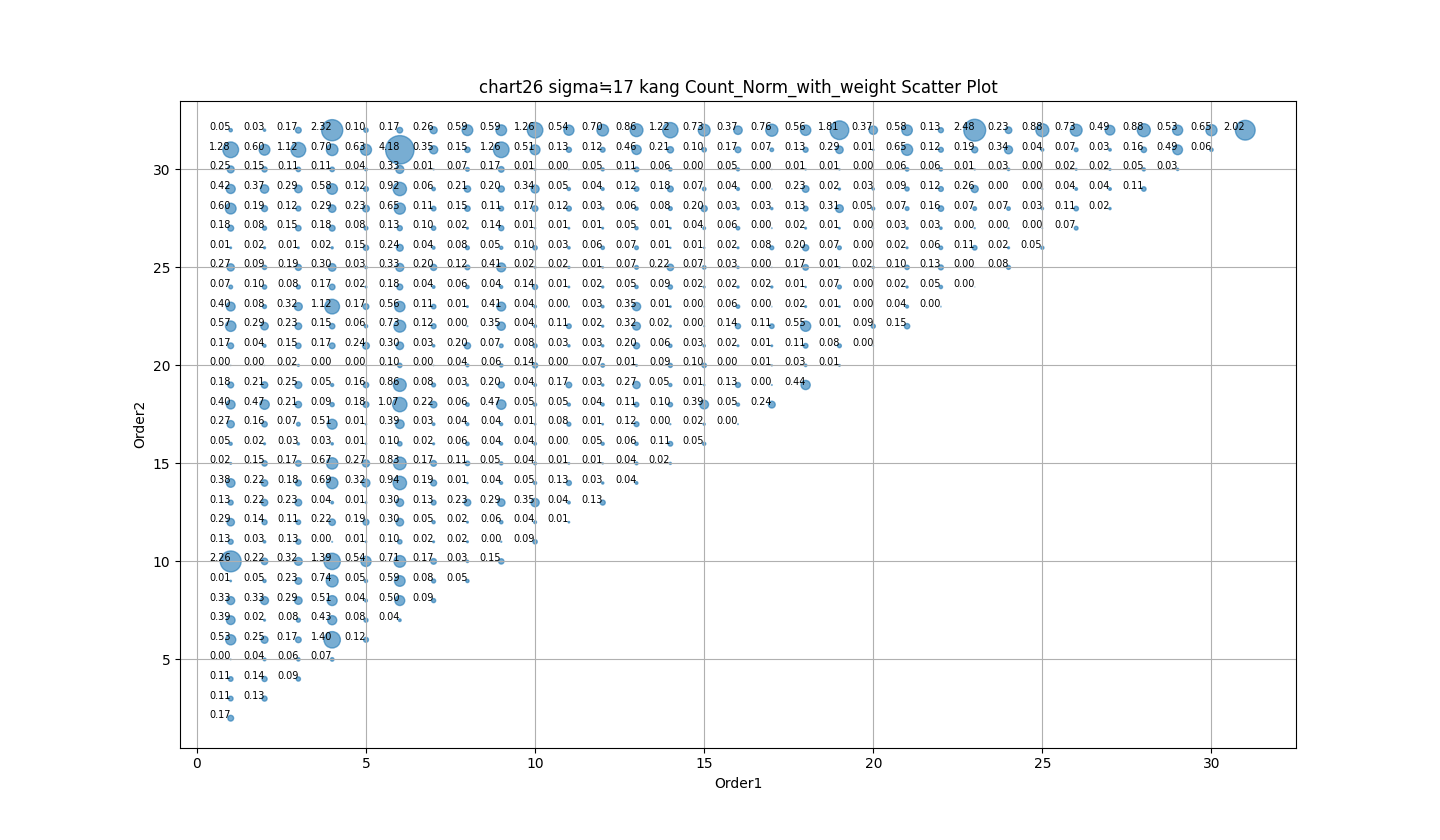 chart26 sigma≒17 kang Count_Norm_with_weight Scatter Plot
0.05 0.03 0.17 2.32 0.10 0.17 0.26 0.59 0.59 1.26 0.54 0.70 0.86 1.22 0.73 0.37 0.76 0.56 1.81 0.37 0.58 0.13 2.48 0.23 0.88 0.73 0.49 0.88 0.53 0.65 2.02
1.28 0.60 1.12 0.70 0.63 4.18 0.35 0.15 1.26 0.51 0.13 0.12 0.46 0.21 0.10 0.17 0.07 0.13 0.29 0.01 0.65 0.12 0.19 0.34 0.04 0.07 0.03 0.16 0.49 0.06
30 0.25 0.15 0.11 0.11 0.04 0.33 0.01 0.07 0.17 0.01 0.00 0.05 0.11 0.06 0.00 0.05 0.00 0.01 0.01 0.00 0.06 0.06 0.01 0.03 0.00 0.02 0.02 0.05 0.03
0.42 0.37 0.29 0.58 0.12 0.92 0.06 0.21 0.20 0.34 0.05 0.04 0.12 0.18 0.07 0.04 0.00 0.23 0.02 0.03 0.09 0.12 0.26 0.00 0.00 0.04 0.04 0.11
0.60 0.19 0.12 0.29 0.23 0.65 0.11 0.15 0.11 0.17 0.12 0.03 0.06 0.08 0.20 0.03 0.03 0.13 0.31 0.05 0.07 0.16 0.07 0.07 0.03 0.11 0.02
0.18 0.08 0.15 0.18 0.08 0.13 0.10 0.02 0.14 0.01 0.01 0.01 0.05 0.01 0.04 0.06 0.00 0.02 0.01 0.00 0.03 0.03 0.00 0.00 0.00 0.07
0.01 0.02 0.01 0.02 0.15 0.24 0.04 0.08 0.05 0.10 0.03 0.06 0.07 0.01 0.01 0.02 0.08 0.20 0.07 0.00 0.02 0.06 0.11 0.02 0.05
25 0.27 0.09 0.19 0.30 0.03 0.33 0.20 0.12 0.41 0.02 0.02 0.01 0.07 0.22 0.07 0.03 0.00 0.17 0.01 0.02 0.10 0.13 0.00 0.08
0.07 0.10 0.08 0.17 0.02 0.18 0.04 0.06 0.04 0.14 0.01 0.02 0.05 0.09 0.02 0.02 0.02 0.01 0.07 0.00 0.02 0.05 0.00
0.40 0.08 0.32 1.12 0.17 0.56 0.11 0.01 0.41 0.04 0.00 0.03 0.35 0.01 0.00 0.06 0.00 0.02 0.01 0.00 0.04 0.00
0.57 0.29 0.23 0.15 0.06 0.73 0.12 0.00 0.35 0.04 0.11 0.02 0.32 0.02 0.00 0.14 0.11 0.55 0.01 0.09 0.15
0.17 0.04 0.15 0.17 0.24 0.30 0.03 0.20 0.07 0.08 0.03 0.03 0.20 0.06 0.03 0.02 0.01 0.11 0.08 0.00
20 0.00 0.00 0.02 0.00 0.00 0.10 0.00 0.04 0.06 0.14 0.00 0.07 0.01 0.09 0.10 0.00 0.01 0.03 0.01
0.18 0.21 0.25 0.05 0.16 0.86 0.08 0.03 0.20 0.04 0.17 0.03 0.27 0.05 0.01 0.13 0.00 0.44
0.40 0.47 0.21 0.09 0.18 1.07 0.22 0.06 0.47 0.05 0.05 0.04 0.11 0.10 0.39 0.05 0.24
0.27 0.16 0.07 0.51 0.01 0.39 0.03 0.04 0.04 0.01 0.08 0.01 0.12 0.00 0.02 0.00
0.05 0.02 0.03 0.03 0.01 0.10 0.02 0.06 0.04 0.04 0.00 0.05 0.06 0.11 0.05
15 0.02 0.15 0.17 0.67 0.27 0.83 0.17 0.11 0.05 0.04 0.01 0.01 0.04 0.02
0.38 0.22 0.18 0.69 0.32 0.94 0.19 0.01 0.04 0.05 0.13 0.03 0.04
0.13 0.22 0.23 0.04 0.01 0.30 0.13 0.23 0.29 0.35 0.04 0.13
0.29 0.14 0.11 0.22 0.19 0.30 0.05 0.02 0.06 0.04 0.01
0.13 0.03 0.13 0.00 0.01 0.10 0.02 0.02 0.00 0.09
10 2.26 0.22 0.32 1.39 0.54 0.71 0.17 0.03 0.15
0.01 0.05 0.23 0.74 0.05 0.59 0.08 0.05
0.33 0.33 0.29 0.51 0.04 0.50 0.09
0.39 0.02 0.08 0.43 0.08 0.04
0.53 0.25 0.17 1.40 0.12
5 0.00 0.04 0.06 0.07
0.11 0.14 0.09
0.11 0.13
0.17
0 5 10 15 20 25 30
Order1
Order2